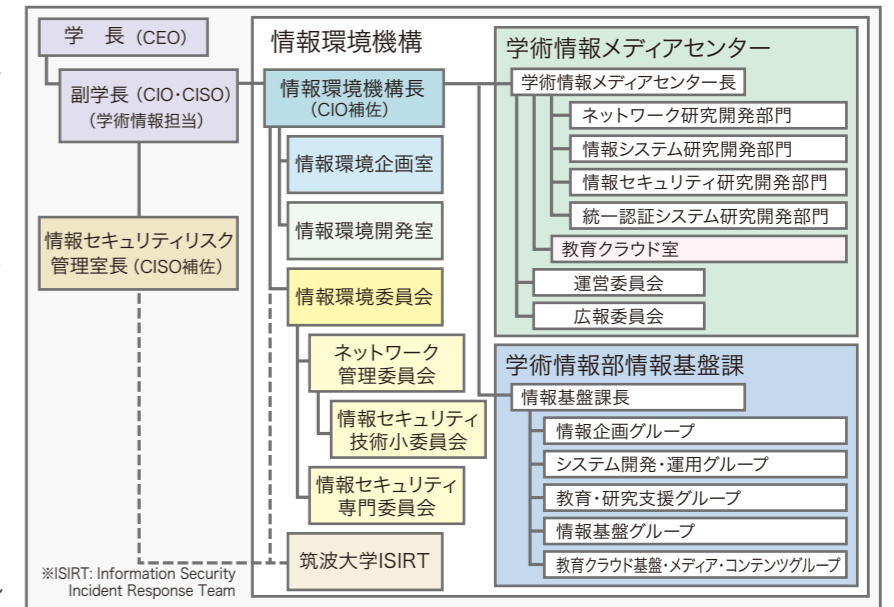 学 長 (CEO)
副学長 (CIO・CISO)
(学術情報担当)
情報セキュリティリスク
管理室長 (CISO補佐)
※ISIRT: Information Security
Incident Response Team
情報環境機構
情報環境機構長
(CIO補佐)
情報環境企画室
情報環境開発室
情報環境委員会
ネットワーク
管理委員会
情報セキュリティ
技術小委員会
情報セキュリティ
専門委員会
筑波大学ISIRT
学術情報メディアセンター
学術情報メディアセンター長
ネットワーク研究開発部門
情報システム研究開発部門
情報セキュリティ研究開発部門
統一認証システム研究開発部門
教育クラウド室
運営委員会
広報委員会
学術情報部情報基盤課
情報基盤課長
情報企画グループ
システム開発・運用グループ
教育・研究支援グループ
情報基盤グループ
教育クラウド基盤・メディア・コンテンツグループ